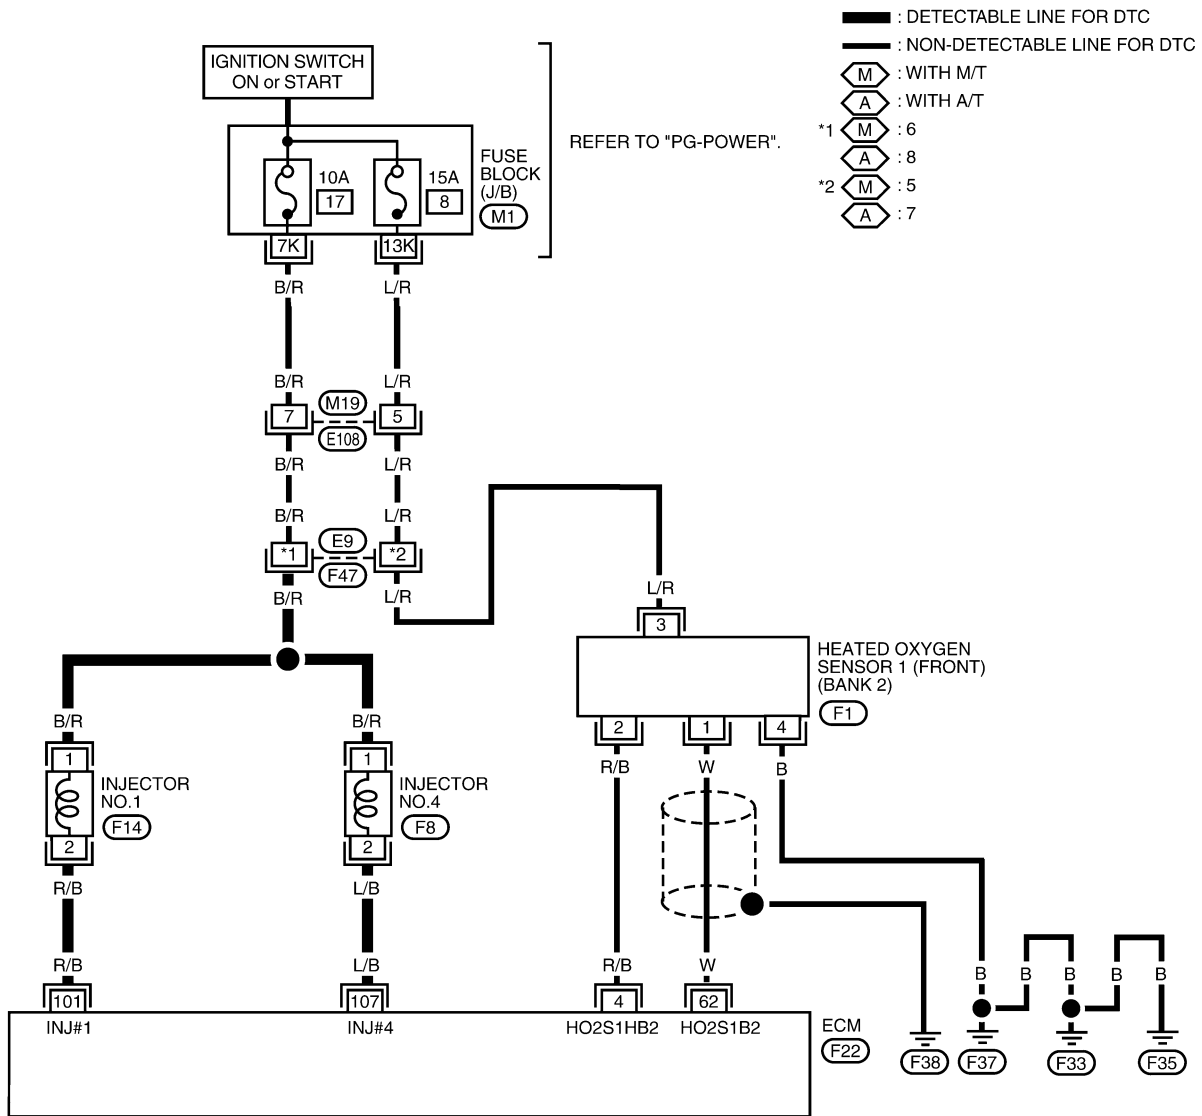 : DETECTABLE LINE FOR DTC
: NON-DETECTABLE LINE FOR DTC
M : WITH M/T
A : WITH A/T
*1 M : 6
A : 8
*2 M : 5
A : 7
IGNITION SWITCH
ON or START
REFER TO "PG-POWER".
10A
17
15A
8
FUSE
BLOCK
(J/B)
M1
7K 13K
B/R L/R
B/R L/R
7 M19 5
E108
B/R L/R
B/R L/R
*1 E9 *2
F47
B/R L/R
L/R
3
HEATED OXYGEN
SENSOR 1 (FRONT)
(BANK 2)
F1
2 1 4
R/B W B
B/R B/R
1 1
INJECTOR
NO.1
F14
INJECTOR
NO.4
F8
2 2
R/B L/B
R/B L/B R/B W
B B B B B
101 107 4 62
INJ#1 INJ#4 HO2S1HB2 HO2S1B2
ECM
F22
F38 F37 F33 F35